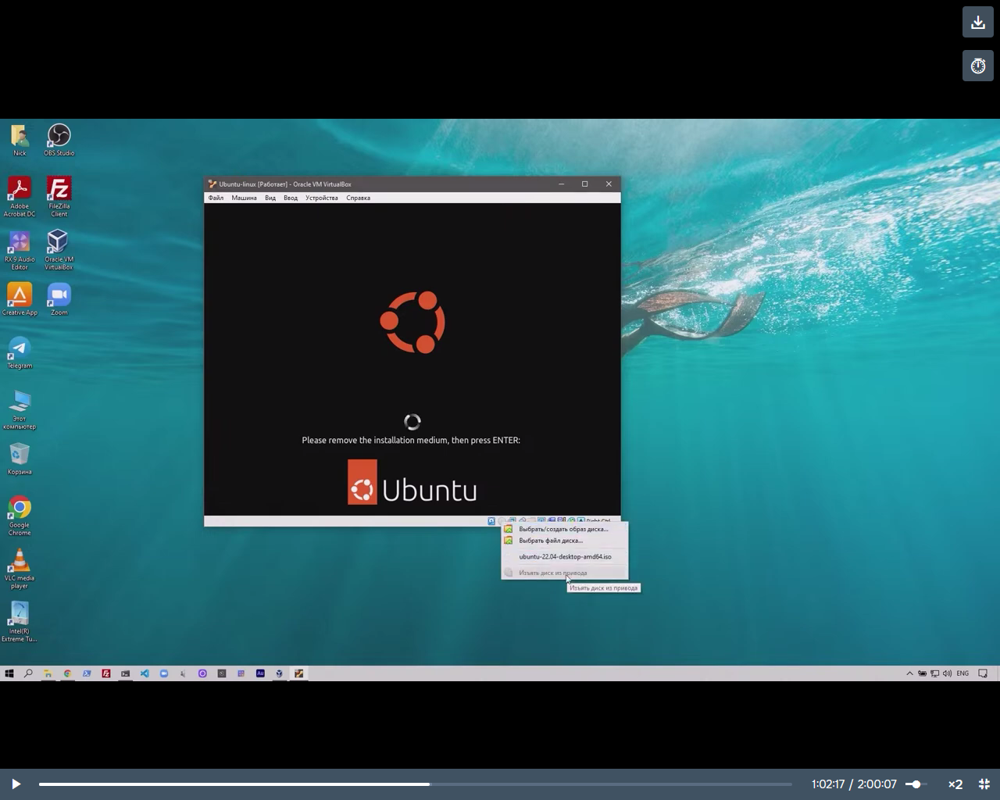 Nick
OBS Studio
Adobe
Acrobat DC
FileZilla
Client
RX 9 Audio
Editor
Oracle VM
VirtualBox
Creative App
Zoom
Telegram
Этот
компьютер
Корзина
Google
Chrome
VLC media
player
Intel(R)
Extreme Tu...
Ubuntu-linux [Работает] - Oracle VM VirtualBox
Файл Машина Вид Ввод Устройства Справка
Please remove the installation medium, then press ENTER:
Ubuntu
Right Ctrl
Выбрать/создать образ диска...
Выбрать файл диска...
ubuntu-22.04-desktop-amd64.iso
Изъять диск из привода
Изъять диск из привода
Au
ENG
1:02:17 / 2:00:07
×2